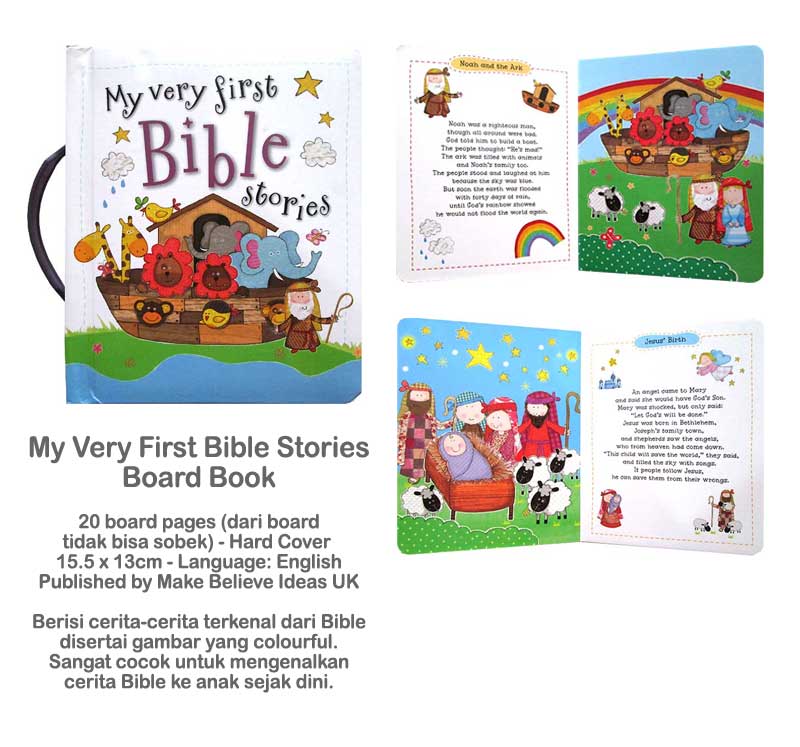 My very first
Bible
stories
My Very First Bible Stories
Board Book
20 board pages (dari board
tidak bisa sobek) - Hard Cover
15.5 x 13cm - Language: English
Published by Make Believe Ideas UK
Berisi cerita-cerita terkenal dari Bible
disertai gambar yang colourful.
Sangat cocok untuk mengenalkan
cerita Bible ke anak sejak dini.
Noah and the Ark
Noah was a righteous man,
though all around were bad.
God told him to build a boat.
The people thought: "He's mad!"
The ark was filled with animals
and Noah's family too.
The people stood and laughed at him
because the sky was blue.
But soon the earth was flooded
with forty days of rain,
until God's rainbow showed
he would not flood the world again.
Jesus' Birth
An angel came to Mary
and said she would have God's Son.
Mary was shocked, but only said:
"Let God's will be done."
Jesus was born in Bethlehem,
Joseph's family town,
and shepherds saw the angels,
who from heaven had come down.
"This child will save the world," they said,
and filled the sky with songs.
If people follow Jesus,
he can save them from their wrongs.